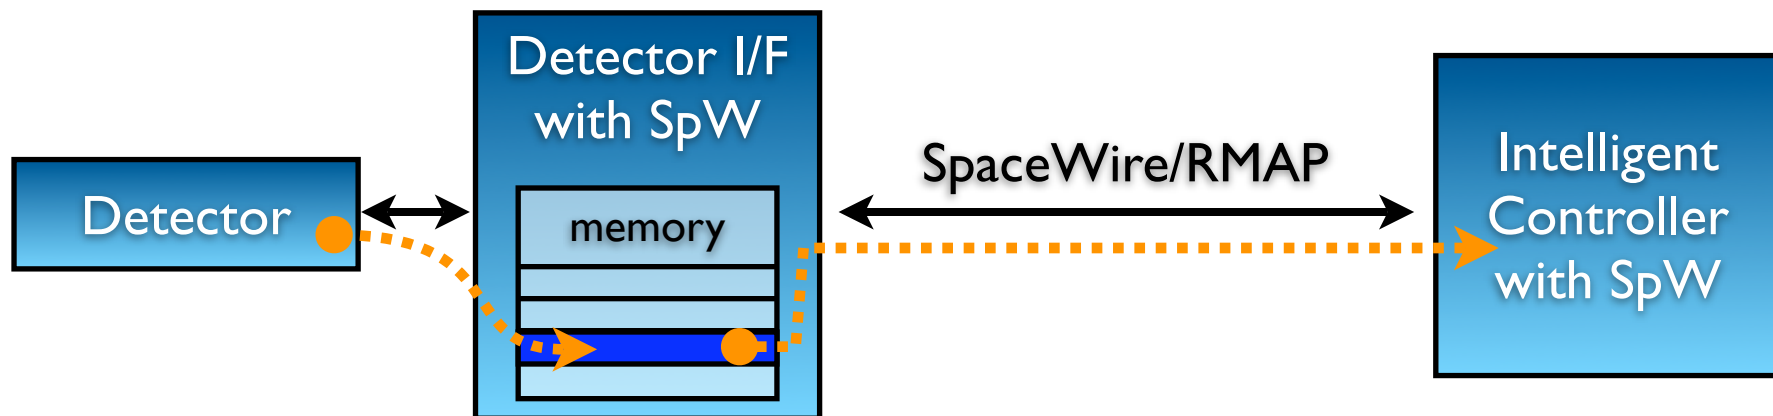 Detector
Detector I/F
with SpW
memory
SpaceWire/RMAP
Intelligent
Controller
with SpW